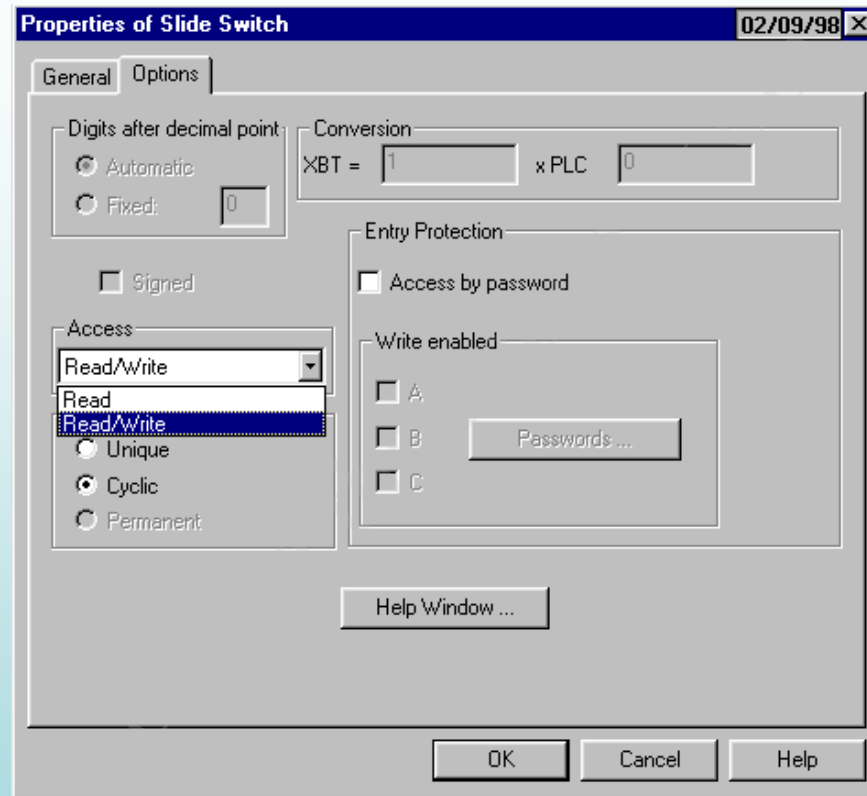 Properties of Slide Switch 02/09/98
General Options
Digits after decimal point
Automatic
Fixed: 0
Conversion
XBT = 1 x PLC 0
Signed
Entry Protection
Access by password
Access
Read/Write
Read
Read/Write
Unique
Cyclic
Permanent
Write enabled
A
B
C
Passwords ...
Help Window ...
OK Cancel Help